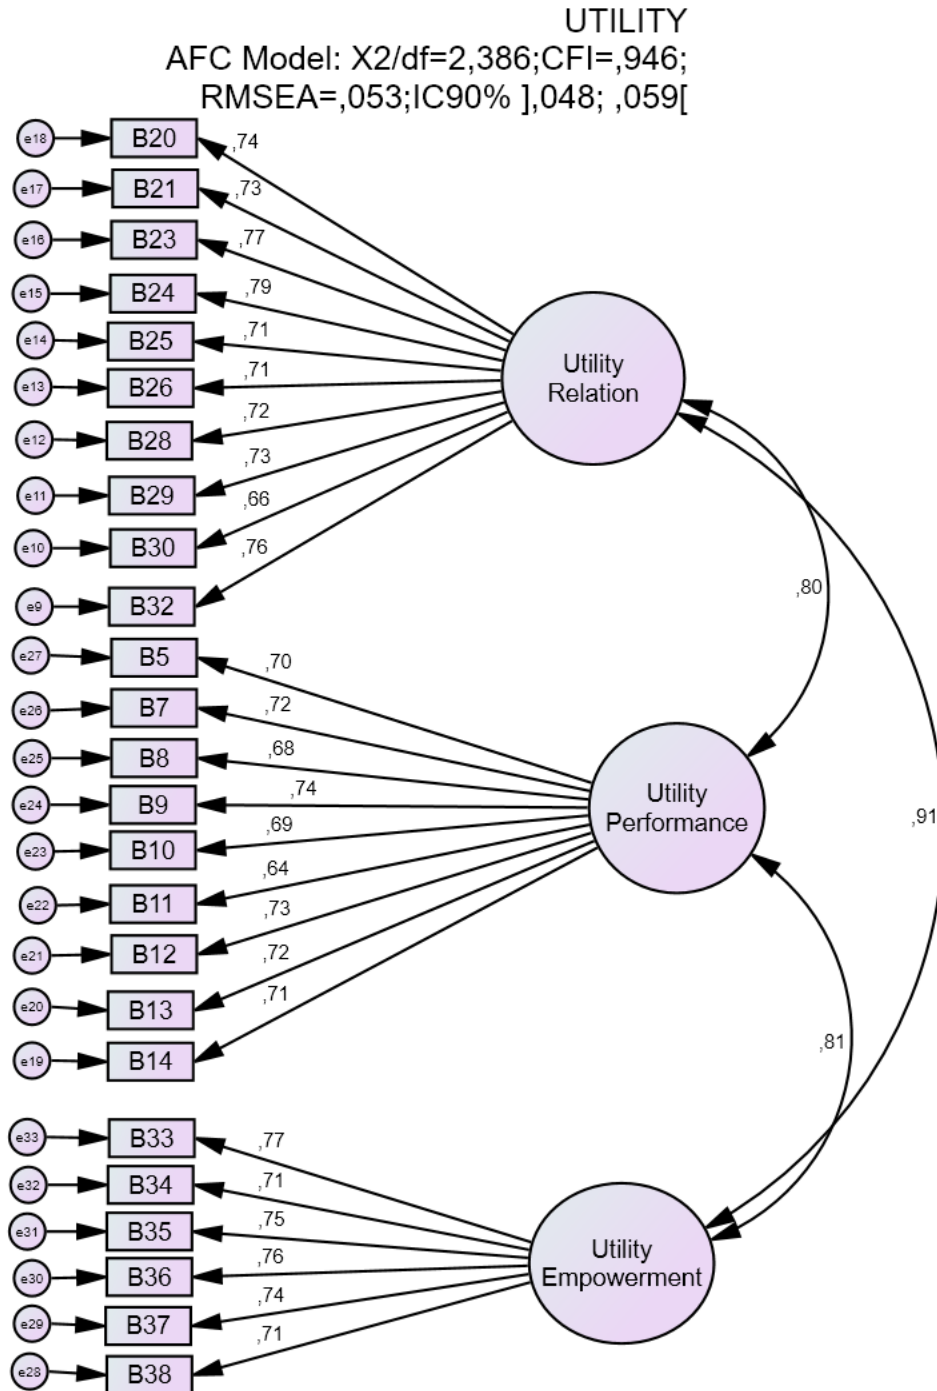 UTILITY
AFC Model: X2/df=2,386;CFI=,946;
RMSEA=,053;IC90% ],048; ,059[
e18 B20 ,74
e17 B21 ,73
e16 B23 ,77
e15 B24 ,79
e14 B25 ,71
e13 B26 ,71
e12 B28 ,72
e11 B29 ,73
e10 B30 ,66
e9 B32 ,76
Utility
Relation
,80
e27 B5 ,70
e26 B7 ,72
e25 B8 ,68
e24 B9 ,74
e23 B10 ,69
e22 B11 ,64
e21 B12 ,73
e20 B13 ,72
e19 B14 ,71
Utility
Performance
,91
,81
e33 B33 ,77
e32 B34 ,71
e31 B35 ,75
e30 B36 ,76
e29 B37 ,74
e28 B38 ,71
Utility
Empowerment